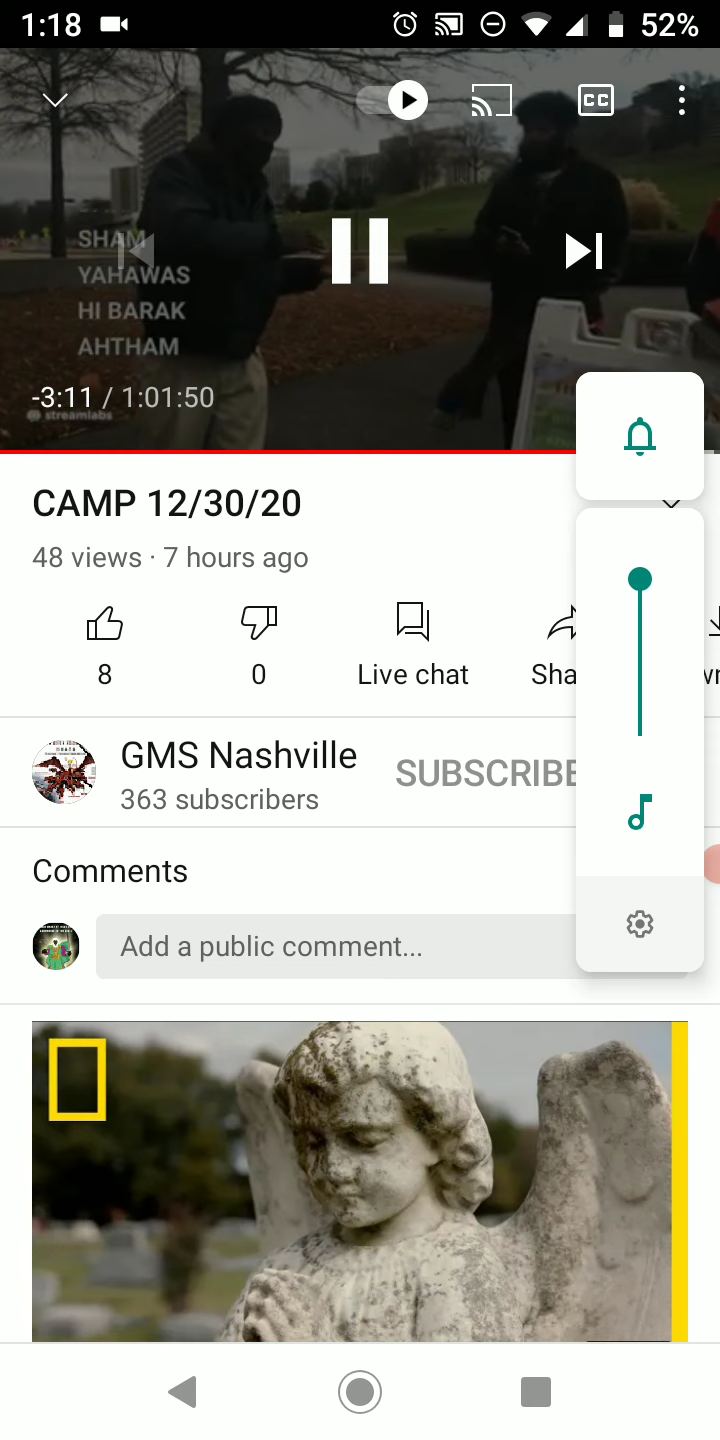 1:18
52%
CC
SHAM
YAHAWAS
HI BARAK
AHTHAM
-3:11 / 1:01:50
streamlabs
CAMP 12/30/20
48 views · 7 hours ago
8
0
Live chat
Sha
GMS Nashville
363 subscribers
SUBSCRIBE
Comments
Add a public comment...